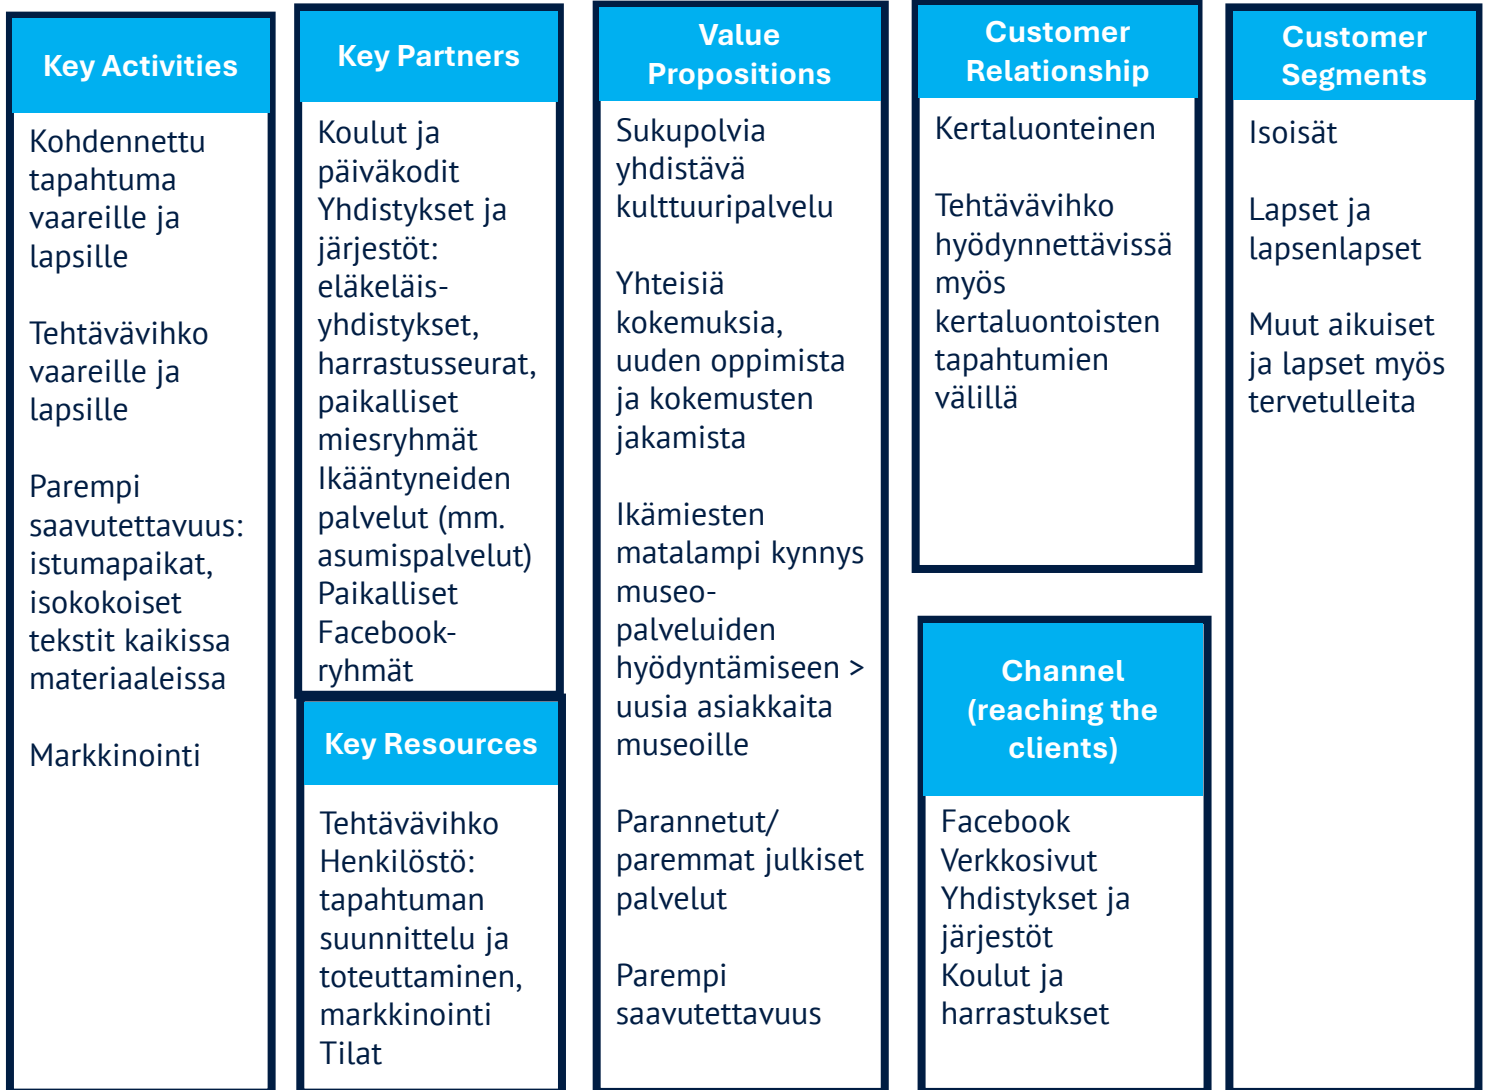 Key Activities
Kohdennettu
tapahtuma
vaareille ja
lapsille
Tehtävävihko
vaareille ja
lapsille
Parempi
saavutettavuus:
istumapaikat,
isokokoiset
tekstit kaikissa
materiaaleissa
Markkinointi
Key Partners
Koulut ja
päiväkodit
Yhdistykset ja
järjestöt:
eläkeläis-
yhdistykset,
harrastusseurat,
paikalliset
miesryhmät
Ikääntyneiden
palvelut (mm.
asumispalvelut)
Paikalliset
Facebook-
ryhmät
Key Resources
Tehtävävihko
Henkilöstö:
tapahtuman
suunnittelu ja
toteuttaminen,
markkinointi
Tilat
Value
Propositions
Sukupolvia
yhdistävä
kulttuuripalvelu
Yhteisiä
kokemuksia,
uuden oppimista
ja kokemusten
jakamista
Ikämiesten
matalampi kynnys
museo-
palveluiden
hyödyntämiseen >
uusia asiakkaita
museoille
Parannetut/
paremmat julkiset
palvelut
Parempi
saavutettavuus
Customer
Relationship
Kertaluonteinen
Tehtävävihko
hyödynnettävissä
myös
kertaluontoisten
tapahtumien
välillä
Channel
(reaching the
clients)
Facebook
Verkkosivut
Yhdistykset ja
järjestöt
Koulut ja
harrastukset
Customer
Segments
Isoisät
Lapset ja
lapsenlapset
Muut aikuiset
ja lapset myös
tervetulleita